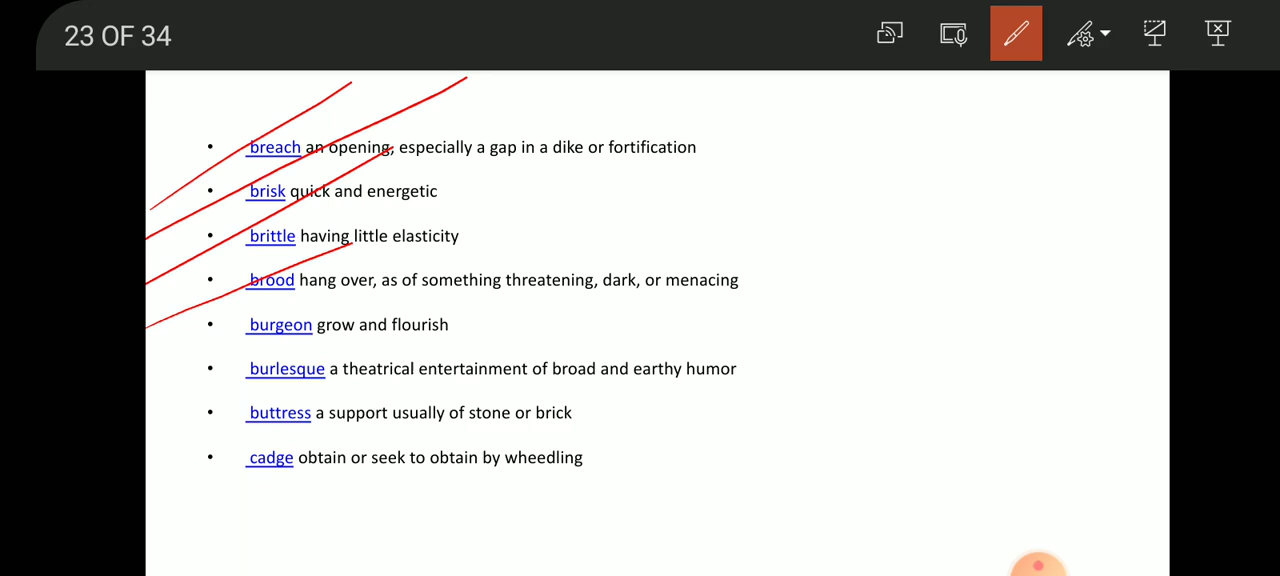 23 OF 34
• breach an opening, especially a gap in a dike or fortification
• brisk quick and energetic
• brittle having little elasticity
• brood hang over, as of something threatening, dark, or menacing
• burgeon grow and flourish
• burlesque a theatrical entertainment of broad and earthy humor
• buttress a support usually of stone or brick
• cadge obtain or seek to obtain by wheedling